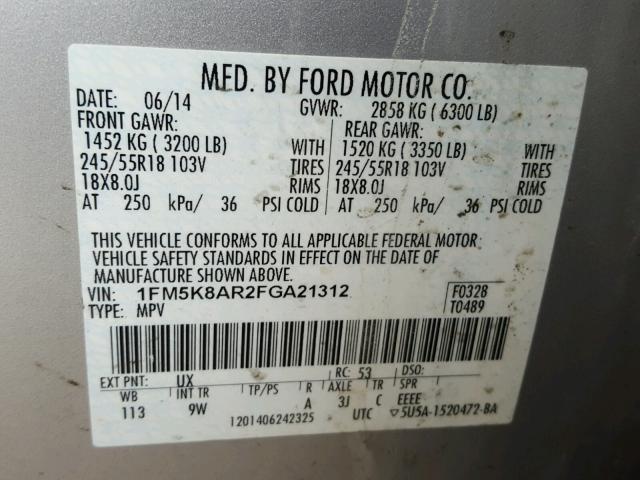 MFD. BY FORD MOTOR CO.
DATE: 06/14 GVWR: 2858 KG ( 6300 LB)
FRONT GAWR: REAR GAWR:
1452 KG ( 3200 LB) WITH 1520 KG ( 3350 LB) WITH
245/55R18 103V TIRES 245/55R18 103V TIRES
18X8.0J RIMS 18X8.0J RIMS
AT 250 kPa/ 36 PSI COLD AT 250 kPa/ 36 PSI COLD
THIS VEHICLE CONFORMS TO ALL APPLICABLE FEDERAL MOTOR
VEHICLE SAFETY STANDARDS IN EFFECT ON THE DATE OF
MANUFACTURE SHOWN ABOVE.
VIN: 1FM5K8AR2FGA21312 F0328
TYPE: MPV T0489
EXT PNT: UX RC: 53 DSO:
WB INT TR TP/PS R AXLE TR SPR
113 9W A 3J C EEEE
1201406242325 UTC ▽5U5A-1520472-BA